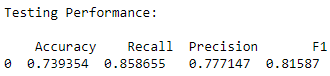 Testing Performance:
Accuracy Recall Precision F1
0 0.739354 0.858655 0.777147 0.81587